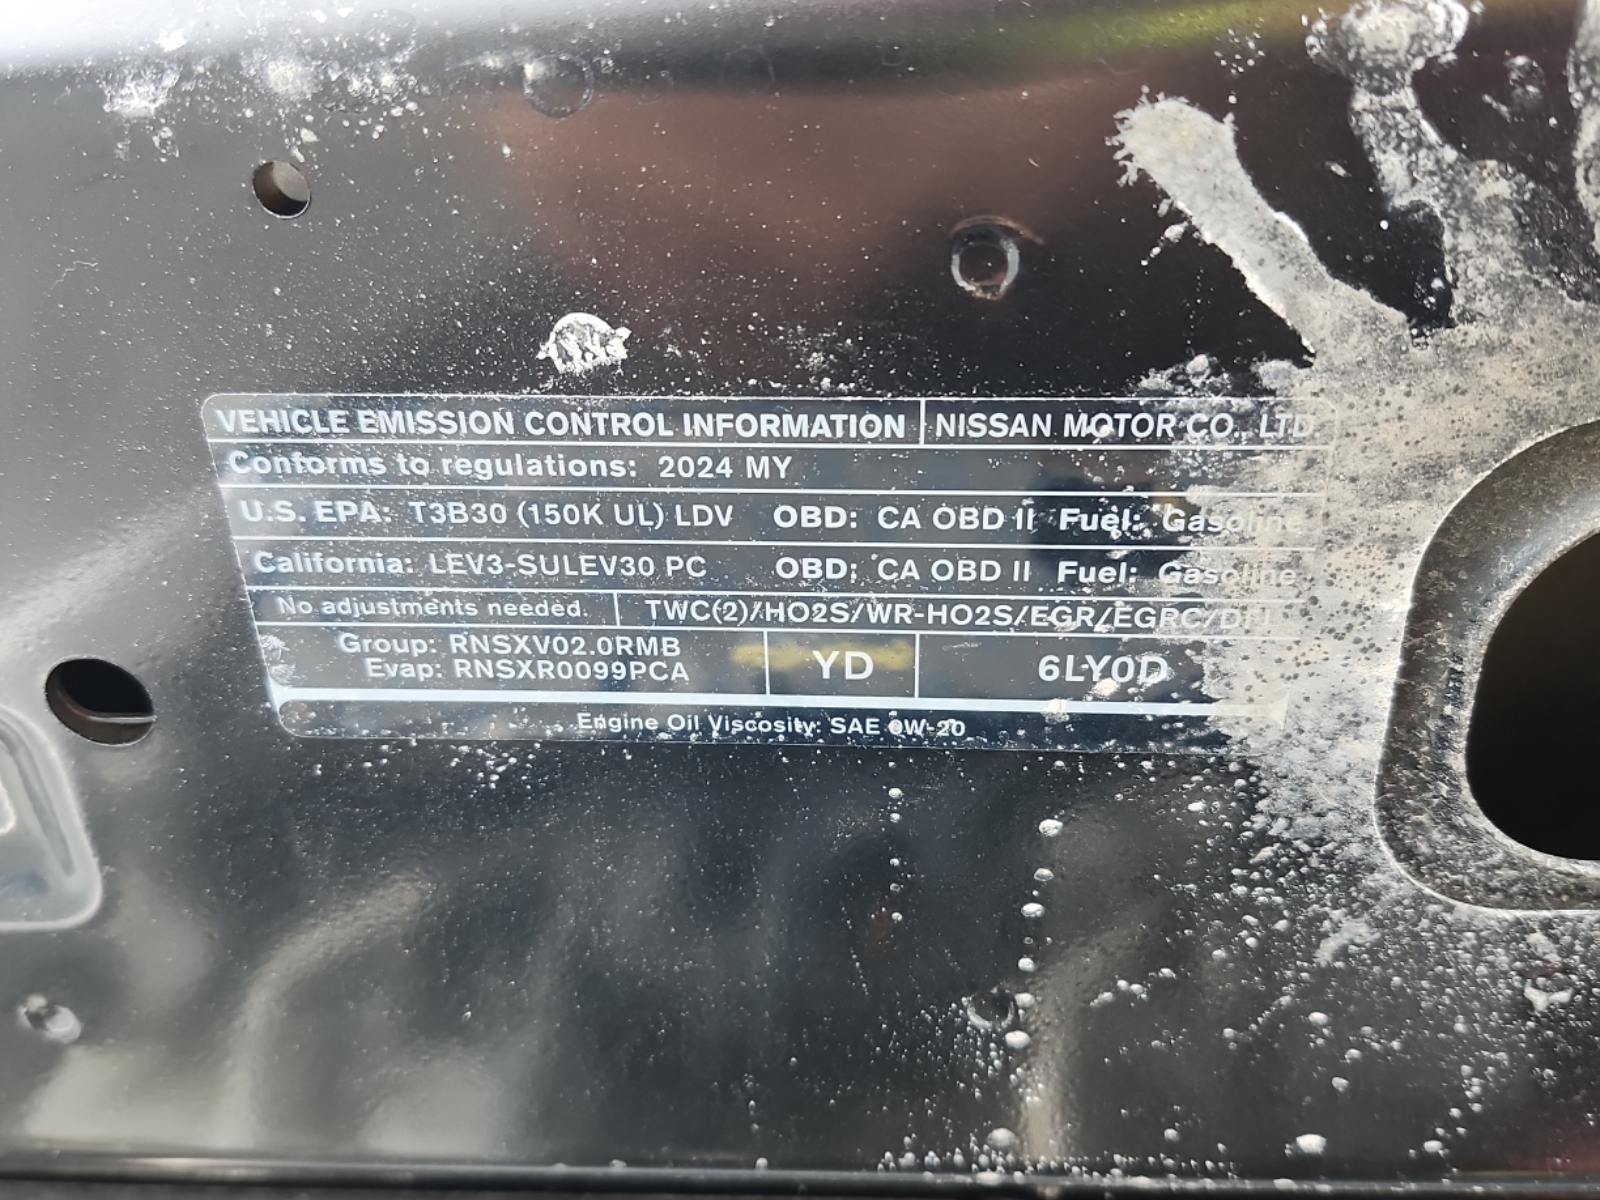 VEHICLE EMISSION CONTROL INFORMATION NISSAN MOTOR CO., LTD
Conforms to regulations: 2024 MY
U.S. EPA: T3B30 (150K UL) LDV OBD: CA OBD II Fuel: Gasoline
California: LEV3-SULEV30 PC OBD: CA OBD II Fuel: Gasoline
No adjustments needed. TWC(2)/HO2S/WR-HO2S/EGR/EGRC/DFI
Group: RNSXV02.0RMB
Evap: RNSXR0099PCA
YD
6LY0D
Engine Oil Viscosity: SAE 0W-20